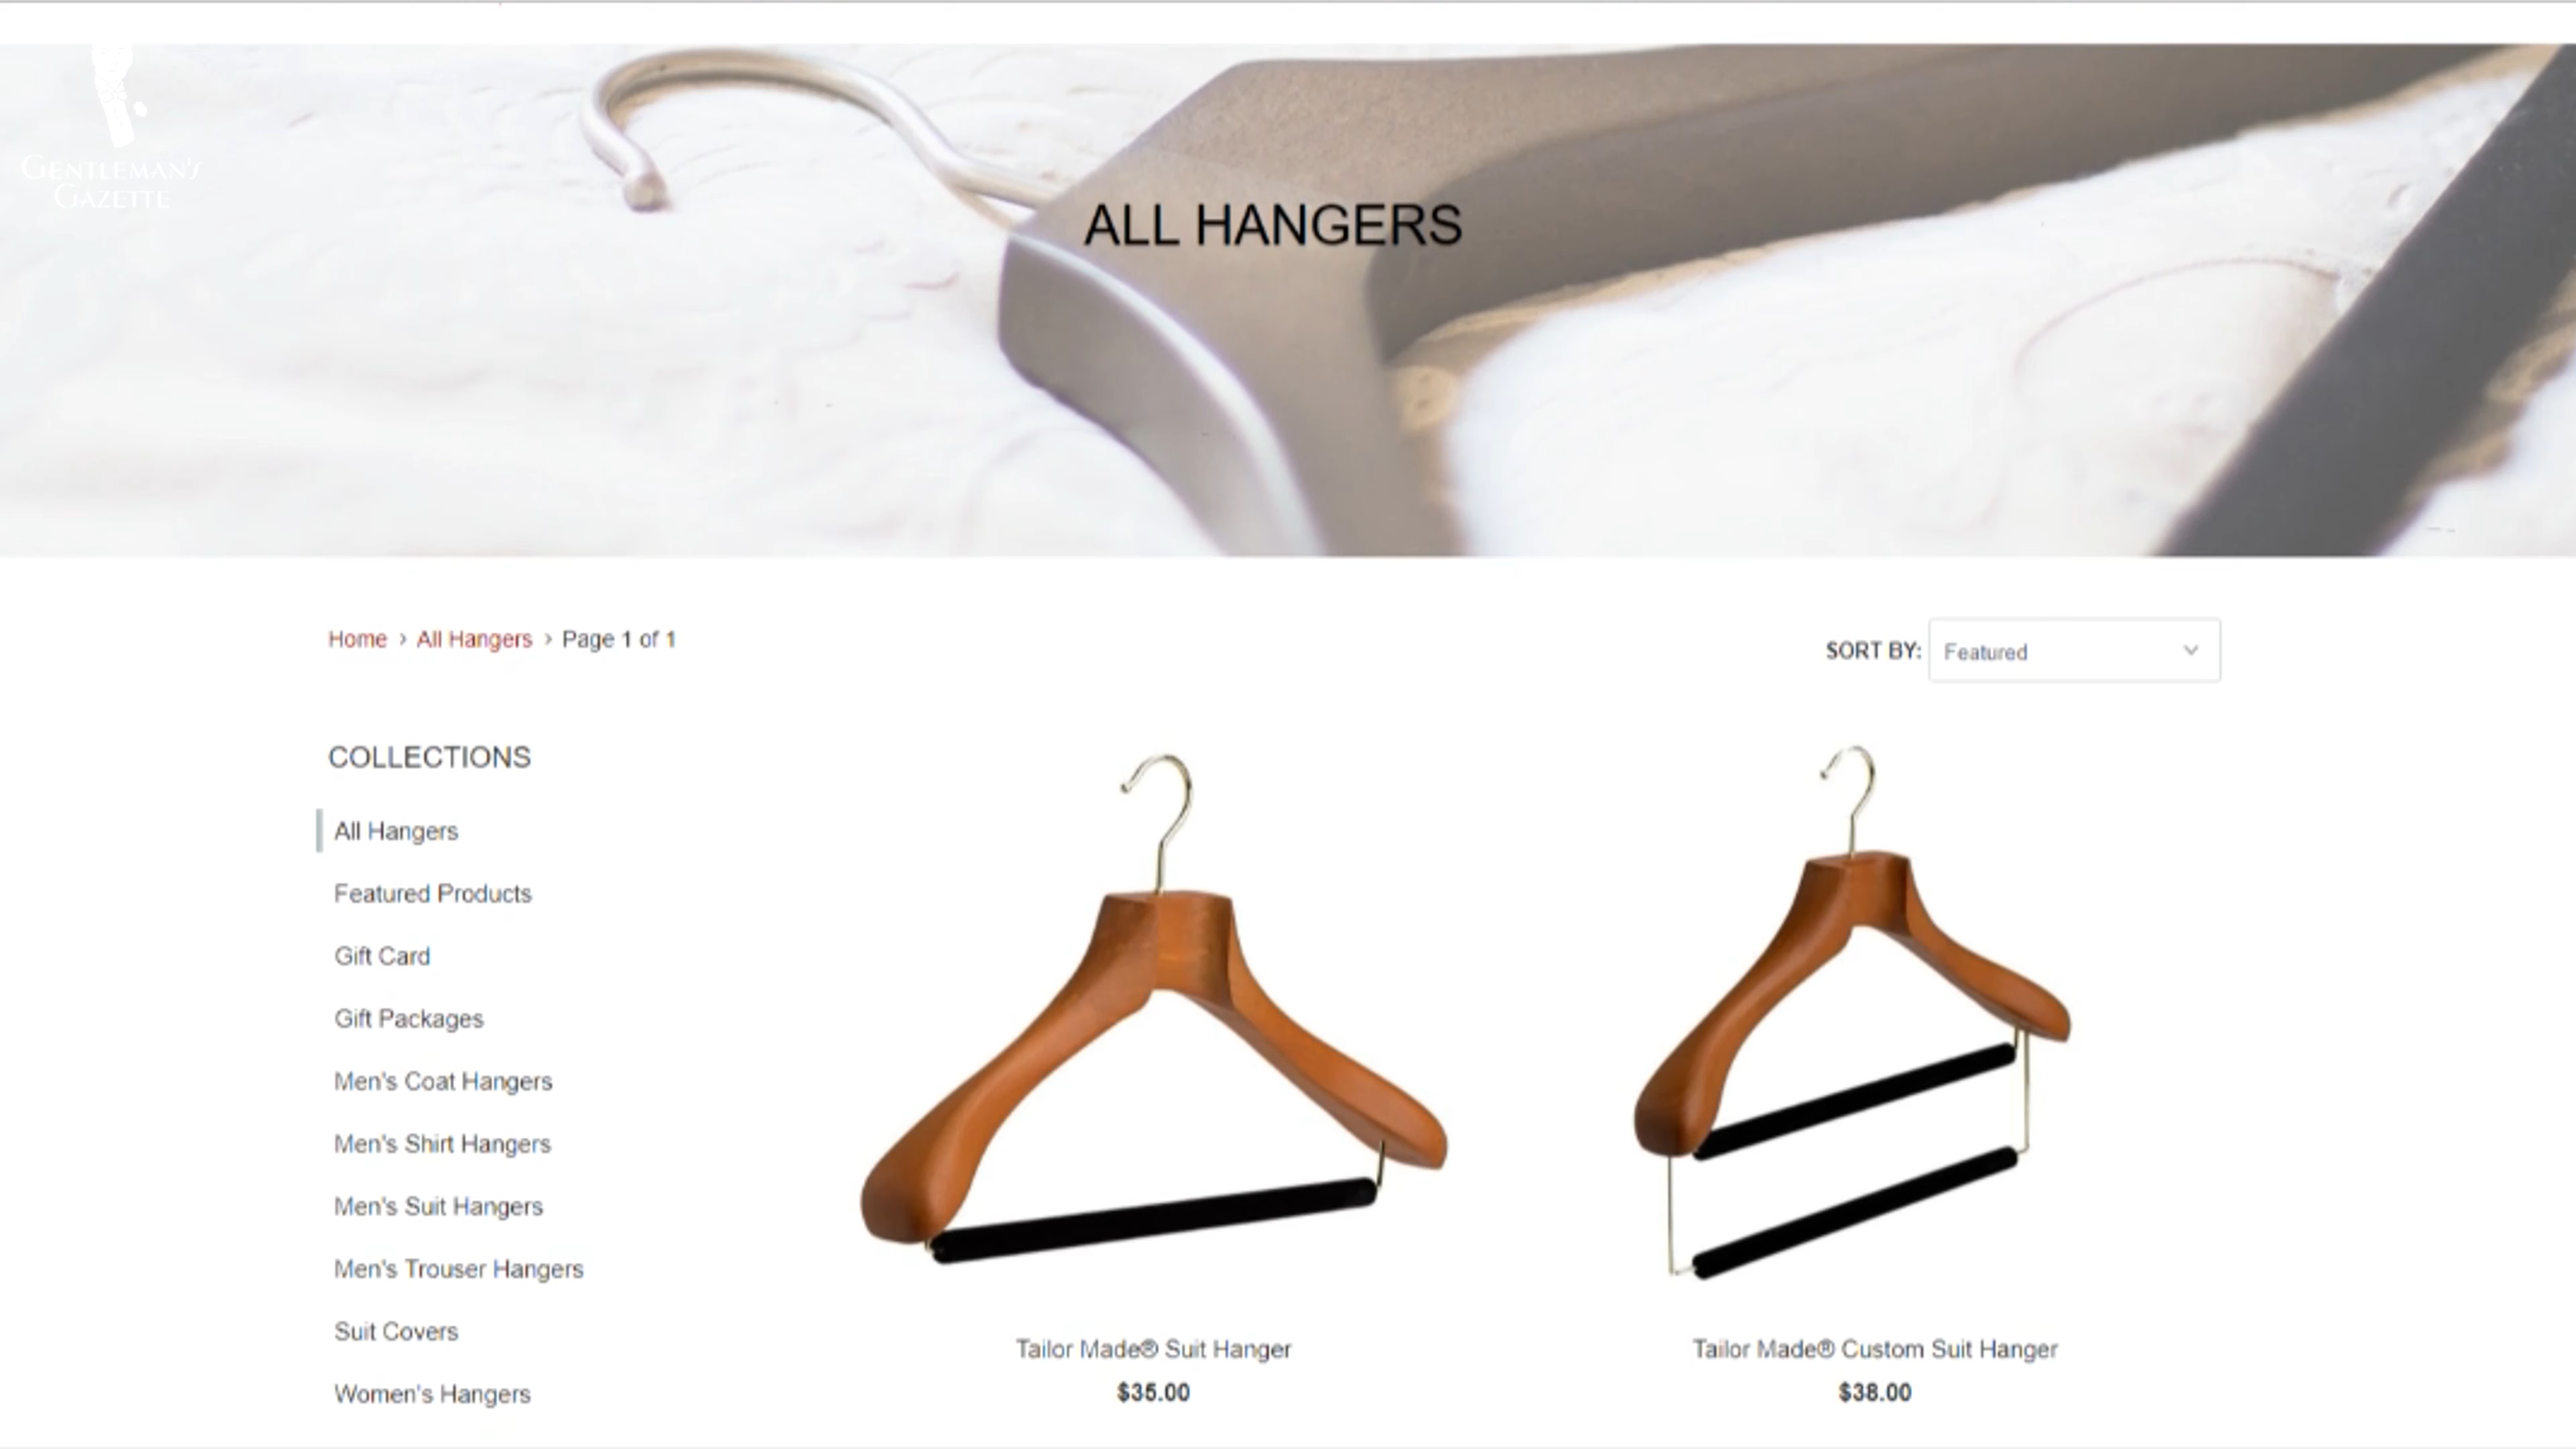 GENTLEMAN'S
GAZETTE
ALL HANGERS
Home › All Hangers › Page 1 of 1
SORT BY: Featured
COLLECTIONS
All Hangers
Featured Products
Gift Card
Gift Packages
Men's Coat Hangers
Men's Shirt Hangers
Men's Suit Hangers
Men's Trouser Hangers
Suit Covers
Women's Hangers
Tailor Made® Suit Hanger
$35.00
Tailor Made® Custom Suit Hanger
$38.00